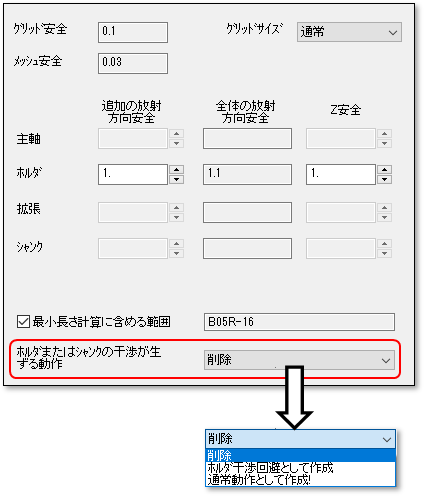 ｸﾞﾘｯﾄﾞ安全 0.1 ｸﾞﾘｯﾄﾞｻｲｽﾞ 通常
ﾒｯｼｭ安全 0.03
追加の放射 全体の放射 Z安全
方向安全 方向安全
主軸
ﾎﾙﾀﾞ 1. 1.1 1.
拡張
ｼｬﾝｸ
最小長さ計算に含める範囲 B05R-16
ﾎﾙﾀﾞまたはｼｬﾝｸの干渉が生 削除
ずる動作
削除
削除
ﾎﾙﾀﾞ干渉回避として作成
通常動作として作成!